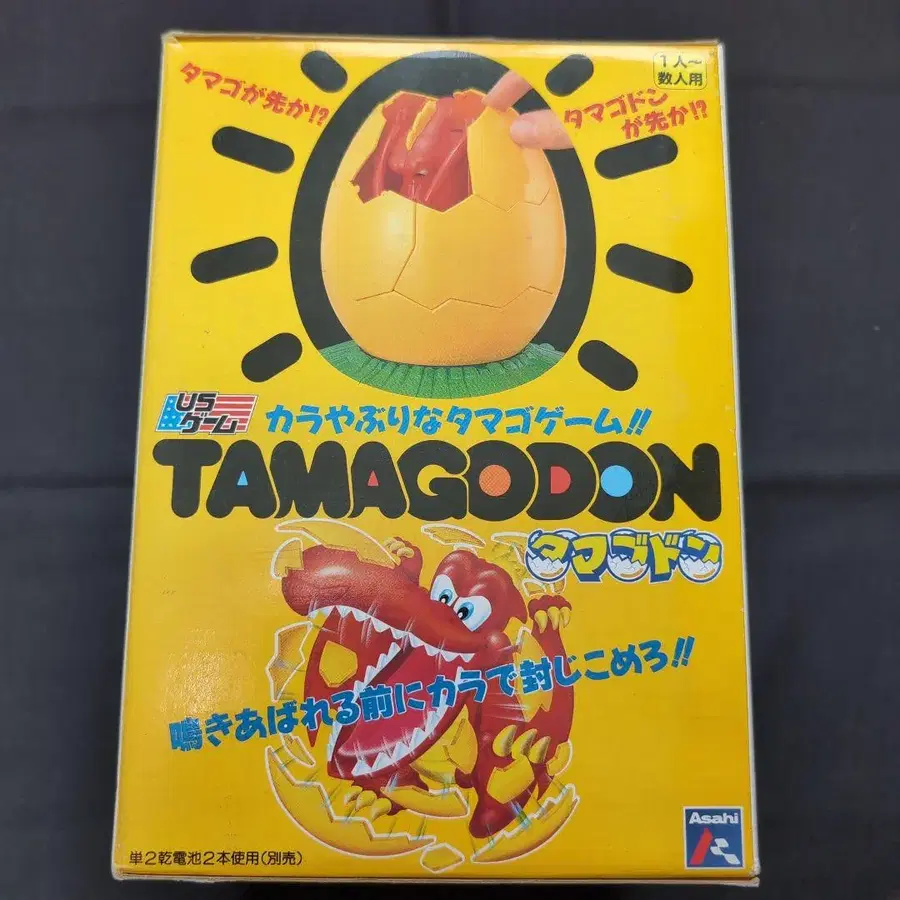 1人〜
数人用
タマゴが先か!?
タマゴドン
が先か!?
US
ゲーム
カラやぶりなタマゴゲーム!!
TAMAGODON
タマゴドン
鳴きあばれる前にカラで封じこめろ!!
単2乾電池2本使用(別売)
Asahi